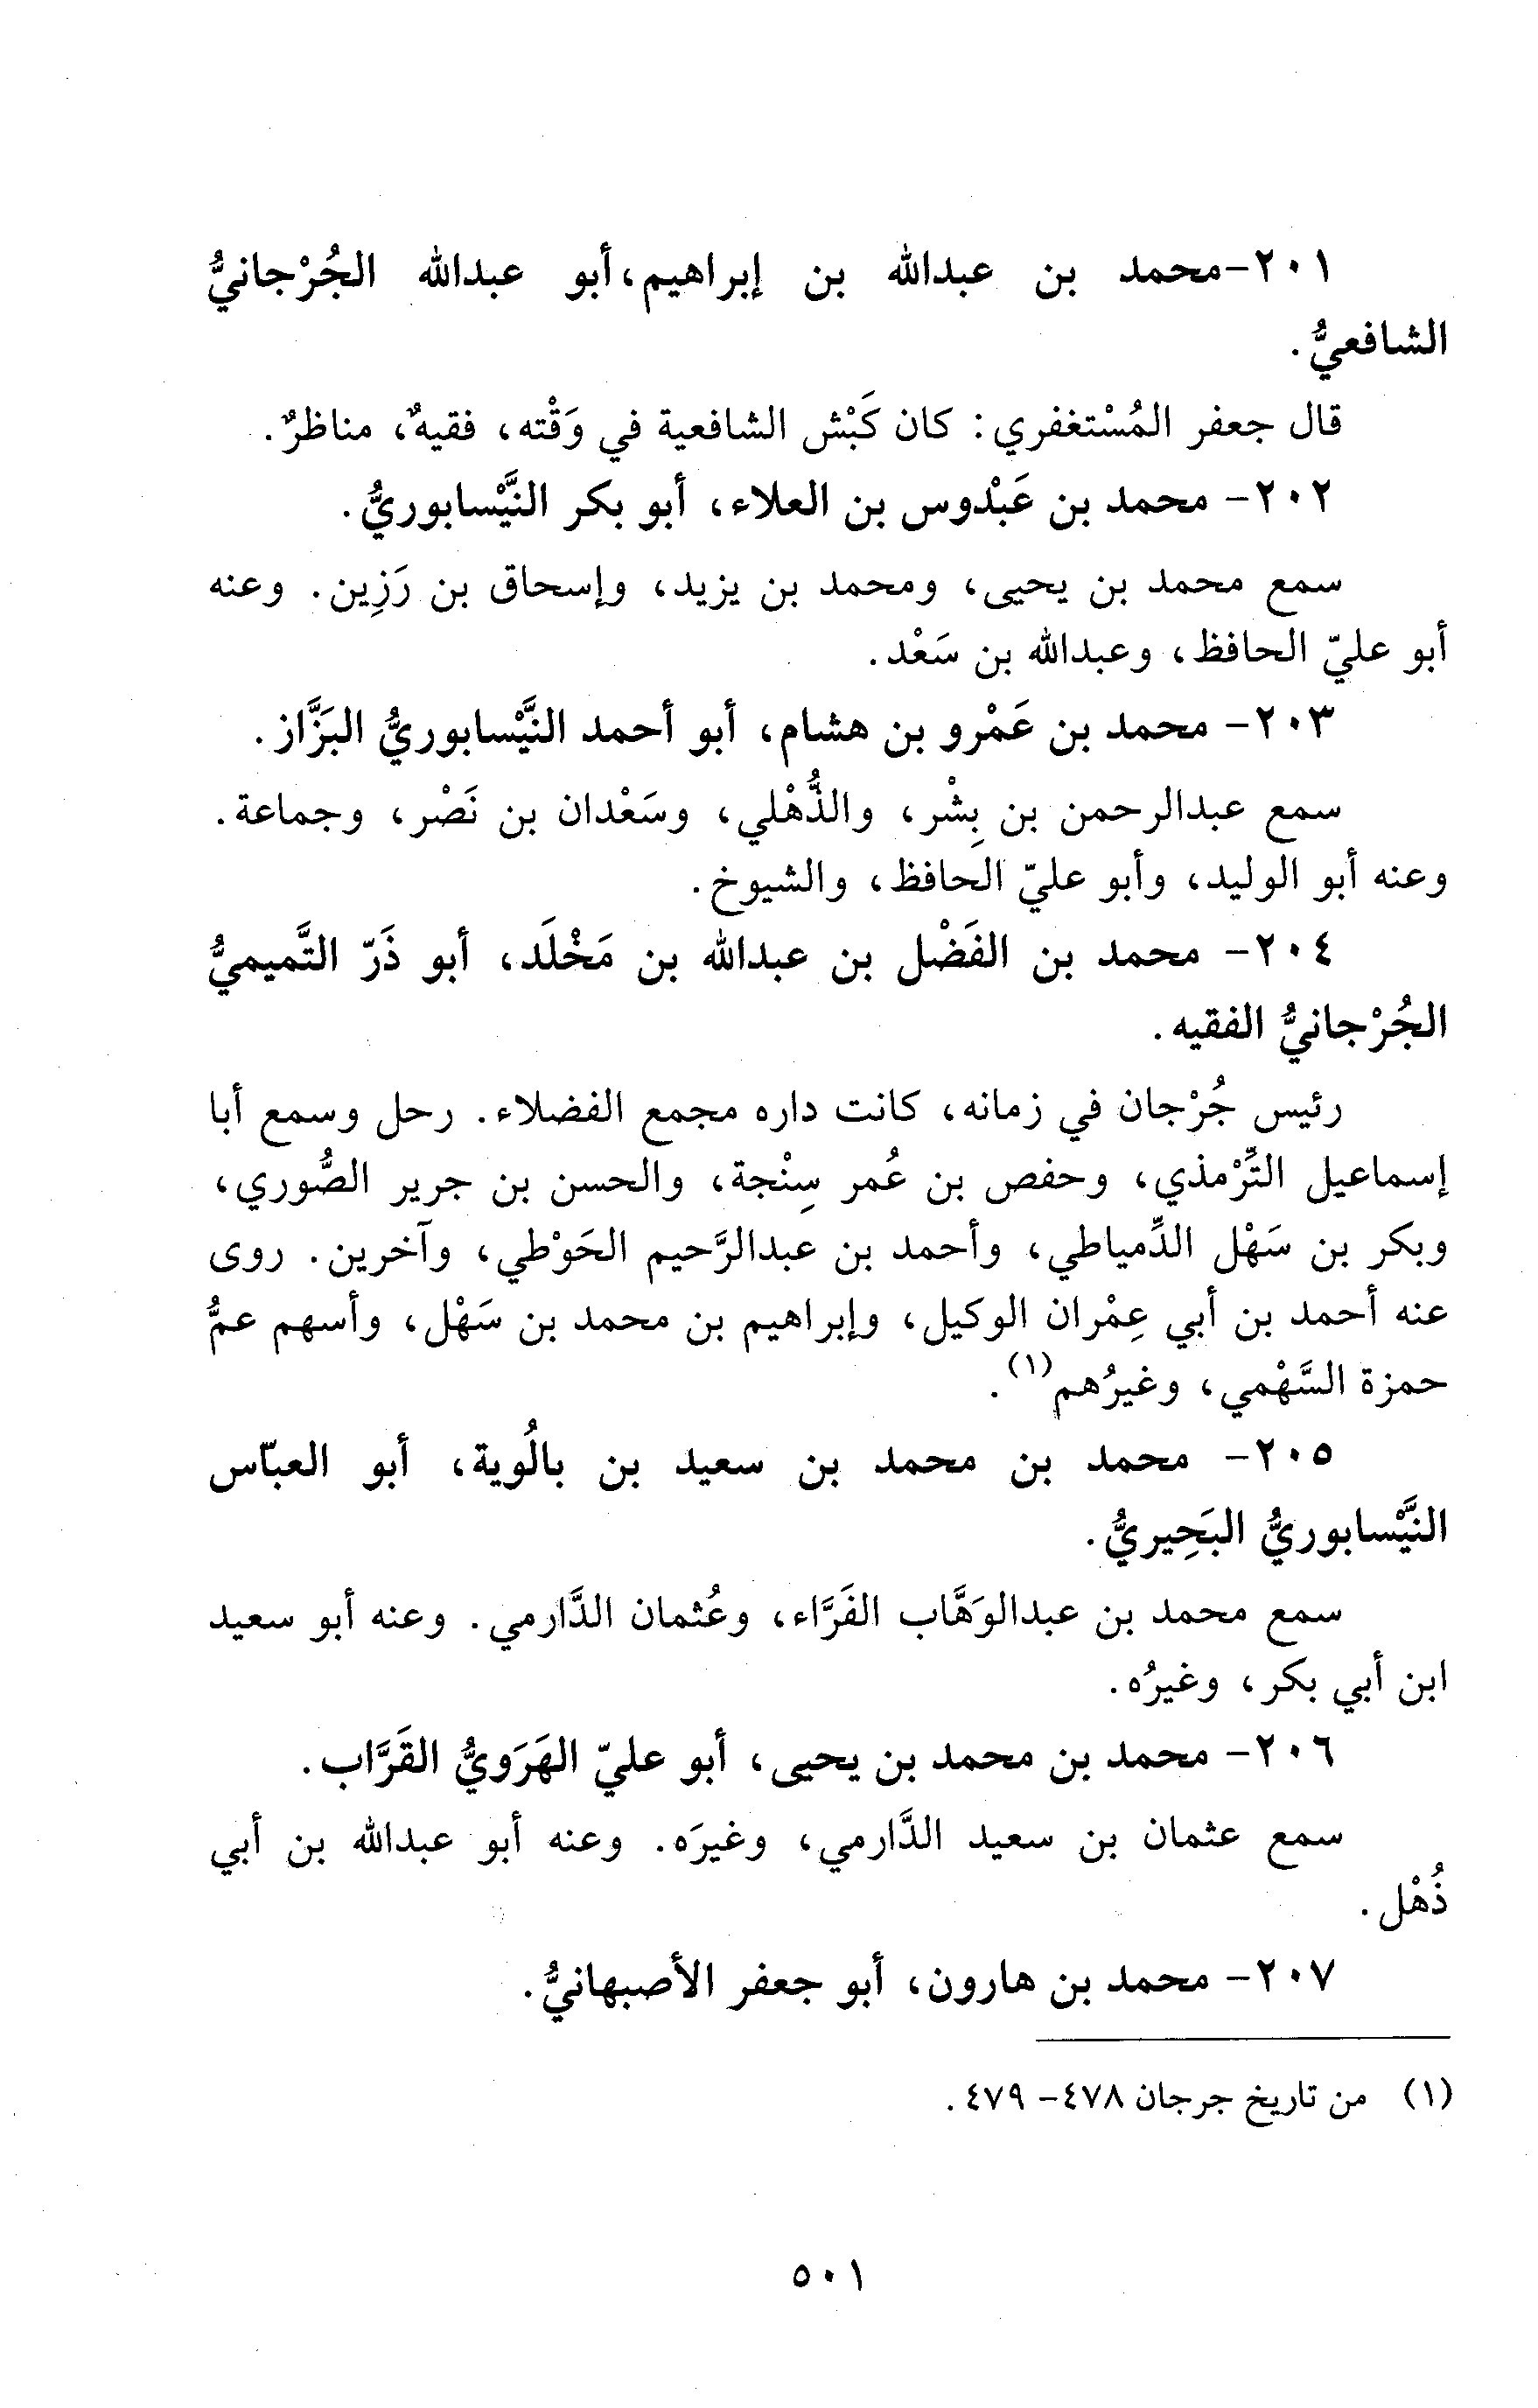 ٢٠١-محمد بن عبدالله بن إبراهيم،أبو عبدالله الجُرْجانيُّ
الشافعيُّ.
قال جعفر المُسْتغفري: كان كَبْش الشافعية في وَقْته، فقيهٌ، مناظرٌ.
٢٠٢- محمد بن عَبْدوس بن العلاء، أبو بكر النَّيْسابوريُّ.
سمع محمد بن يحيى، ومحمد بن يزيد، وإسحاق بن رَزِين. وعنه
أبو عليّ الحافظ، وعبدالله بن سَعْد.
٢٠٣- محمد بن عَمْرو بن هشام، أبو أحمد النَّيْسابوريُّ البَزَّاز.
سمع عبدالرحمن بن بِشْر، والذُّهْلي، وسَعْدان بن نَصْر، وجماعة.
وعنه أبو الوليد، وأبو عليّ الحافظ، والشيوخ.
٢٠٤- محمد بن الفَضْل بن عبدالله بن مَخْلَد، أبو ذَرّ التَّميميُّ
الجُرْجانيُّ الفقيه.
رئيس جُرْجان في زمانه، كانت داره مجمع الفضلاء. رحل وسمع أبا
إسماعيل التِّرْمذي، وحفص بن عُمر سِنْجة، والحسن بن جرير الصُّوري،
وبكر بن سَهْل الدِّمياطي، وأحمد بن عبدالرَّحيم الحَوْطي، وآخرين. روى
عنه أحمد بن أبي عِمْران الوكيل، وإبراهيم بن محمد بن سَهْل، وأسهم عمُّ
حمزة السَّهْمي، وغيرُهم(١).
٢٠٥- محمد بن محمد بن سعيد بن بالُوية، أبو العبّاس
النَّيْسابوريُّ البَحِيريُّ.
سمع محمد بن عبدالوَهَّاب الفَرَّاء، وعُثمان الدَّارمي. وعنه أبو سعيد
ابن أبي بكر، وغيرُه.
٢٠٦- محمد بن محمد بن يحيى، أبو عليّ الهَرَويُّ القَرَّاب.
سمع عثمان بن سعيد الدَّارمي، وغيرَه. وعنه أبو عبدالله بن أبي
ذُهْل.
٢٠٧- محمد بن هارون، أبو جعفر الأصبهانيُّ.
(١) من تاريخ جرجان ٤٧٨- ٤٧٩.
٥٠١